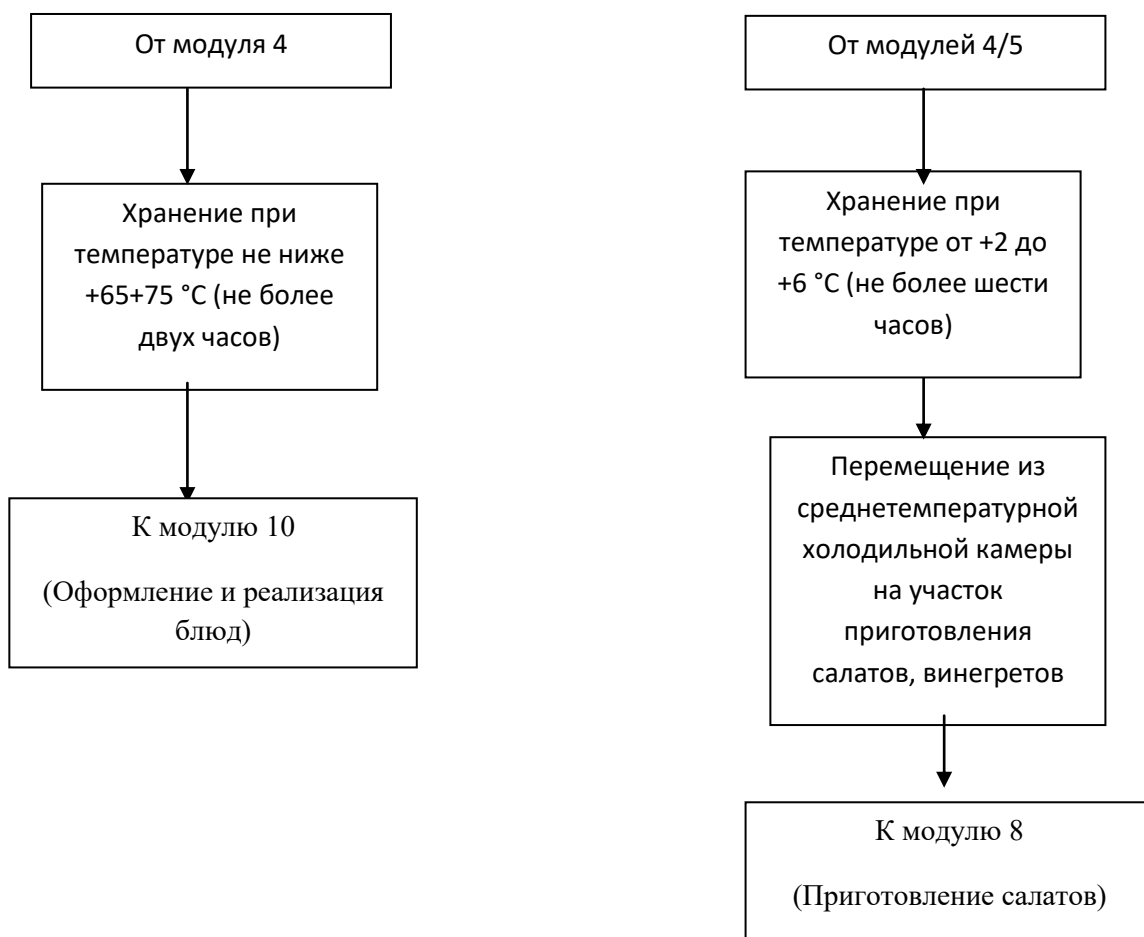 От модуля 4
Хранение при
температуре не ниже
+65+75 °C (не более
двух часов)
К модулю 10
(Оформление и реализация
блюд)
От модулей 4/5
Хранение при
температуре от +2 до
+6 °C (не более шести
часов)
Перемещение из
среднетемпературной
холодильной камеры
на участок
приготовления
салатов, винегретов
К модулю 8
(Приготовление салатов)